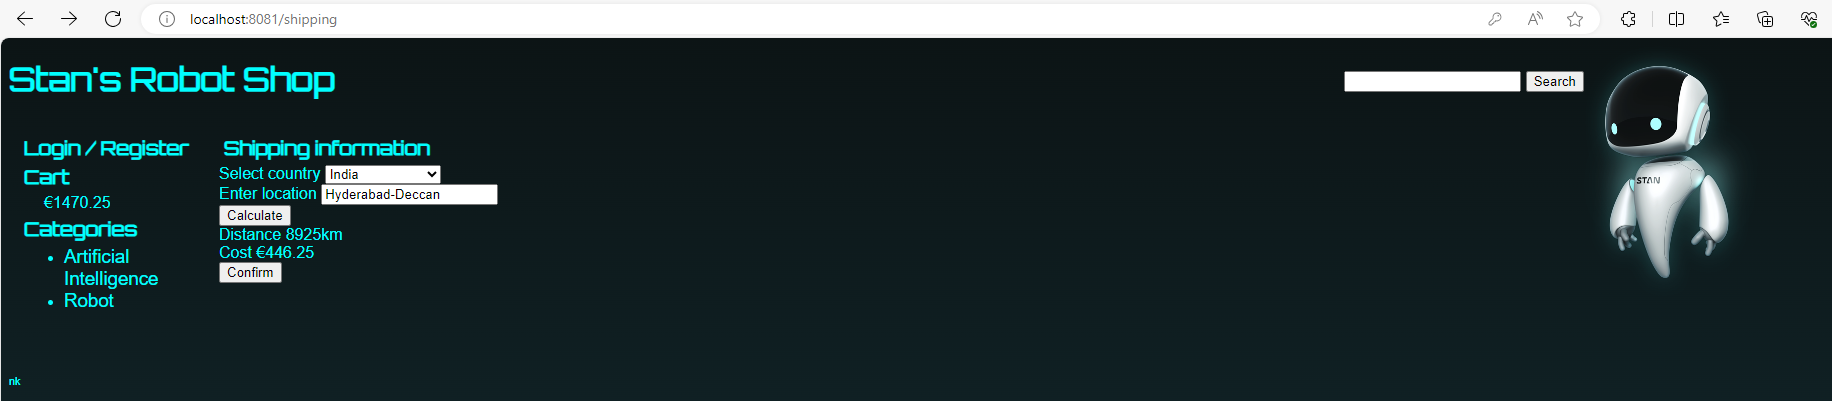 localhost:8081/shipping
Stan's Robot Shop
Search
STAN
Login / Register
Cart
€1470.25
Categories
Artificial
Intelligence
Robot
Shipping information
Select country India
Enter location Hyderabad-Deccan
Calculate
Distance 8925km
Cost €446.25
Confirm
nk